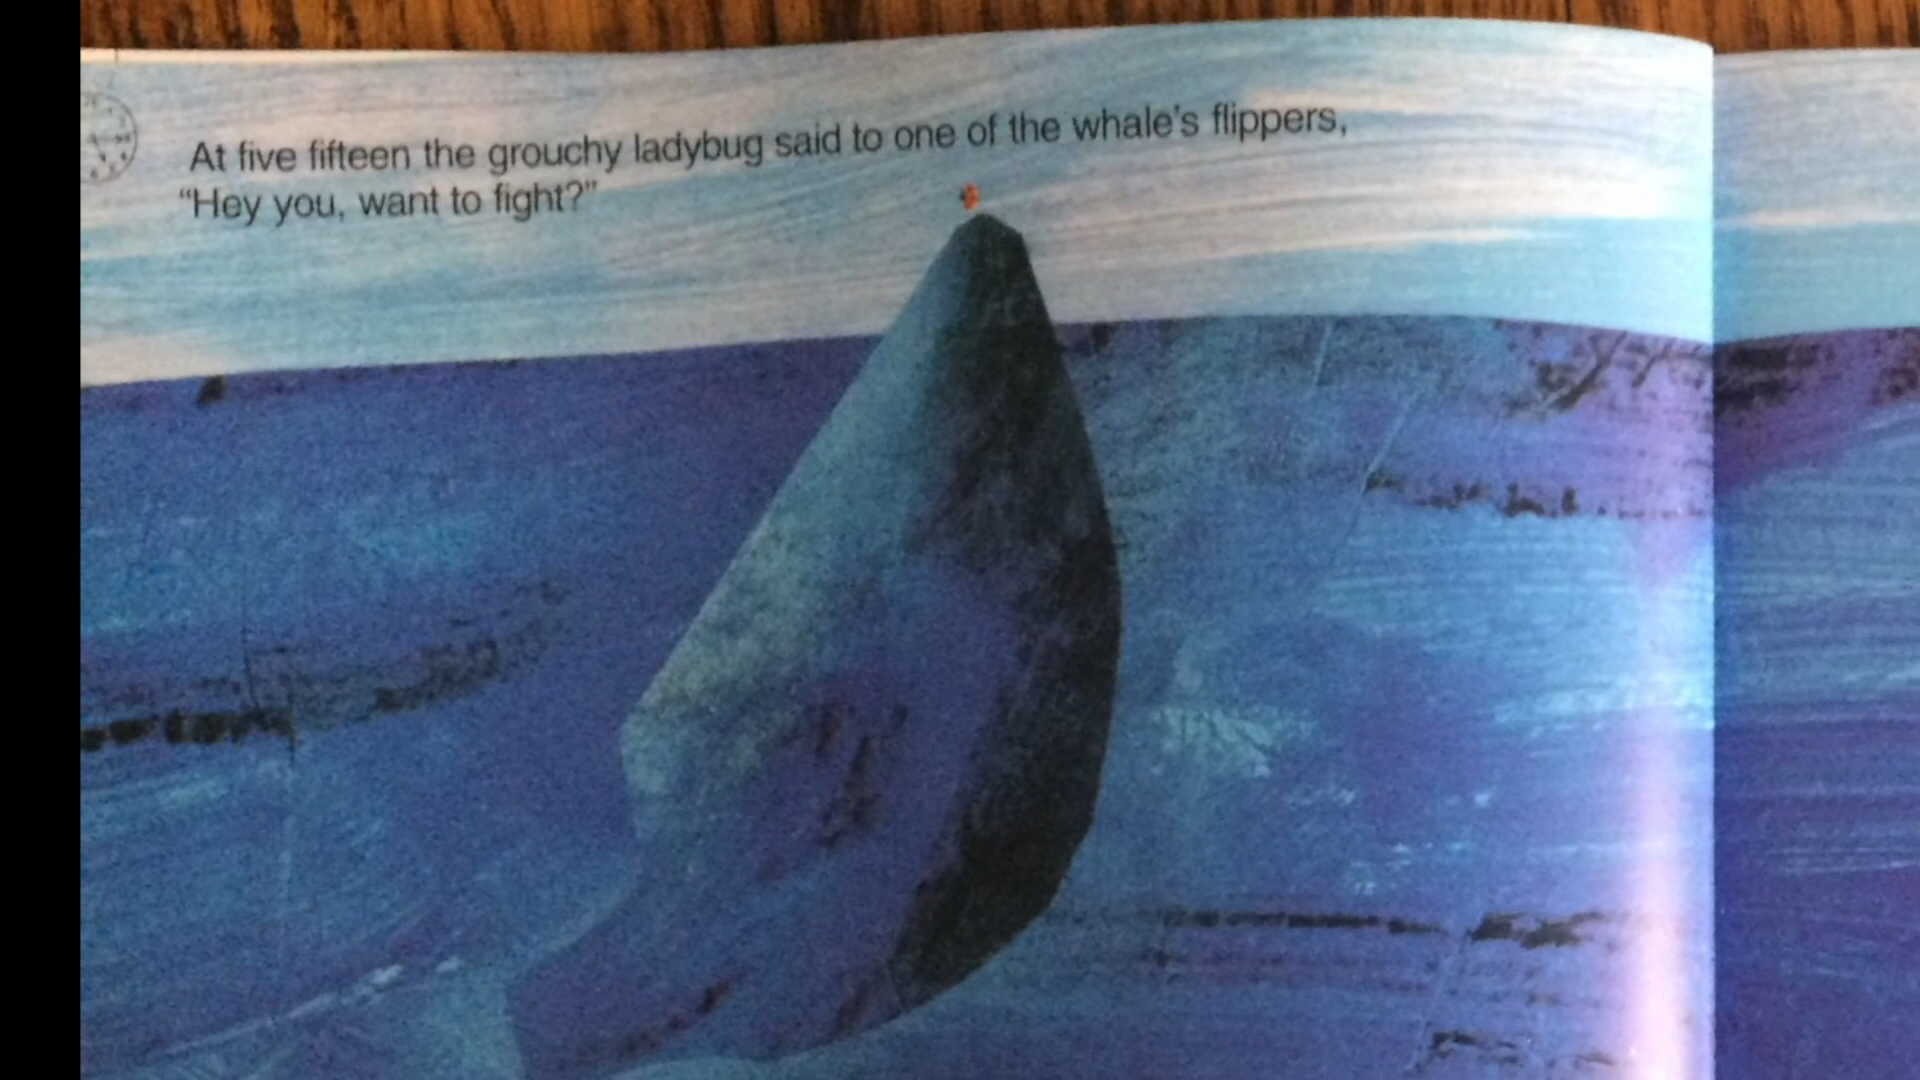 At five fifteen the grouchy ladybug said to one of the whale's flippers,
“Hey you, want to fight?”